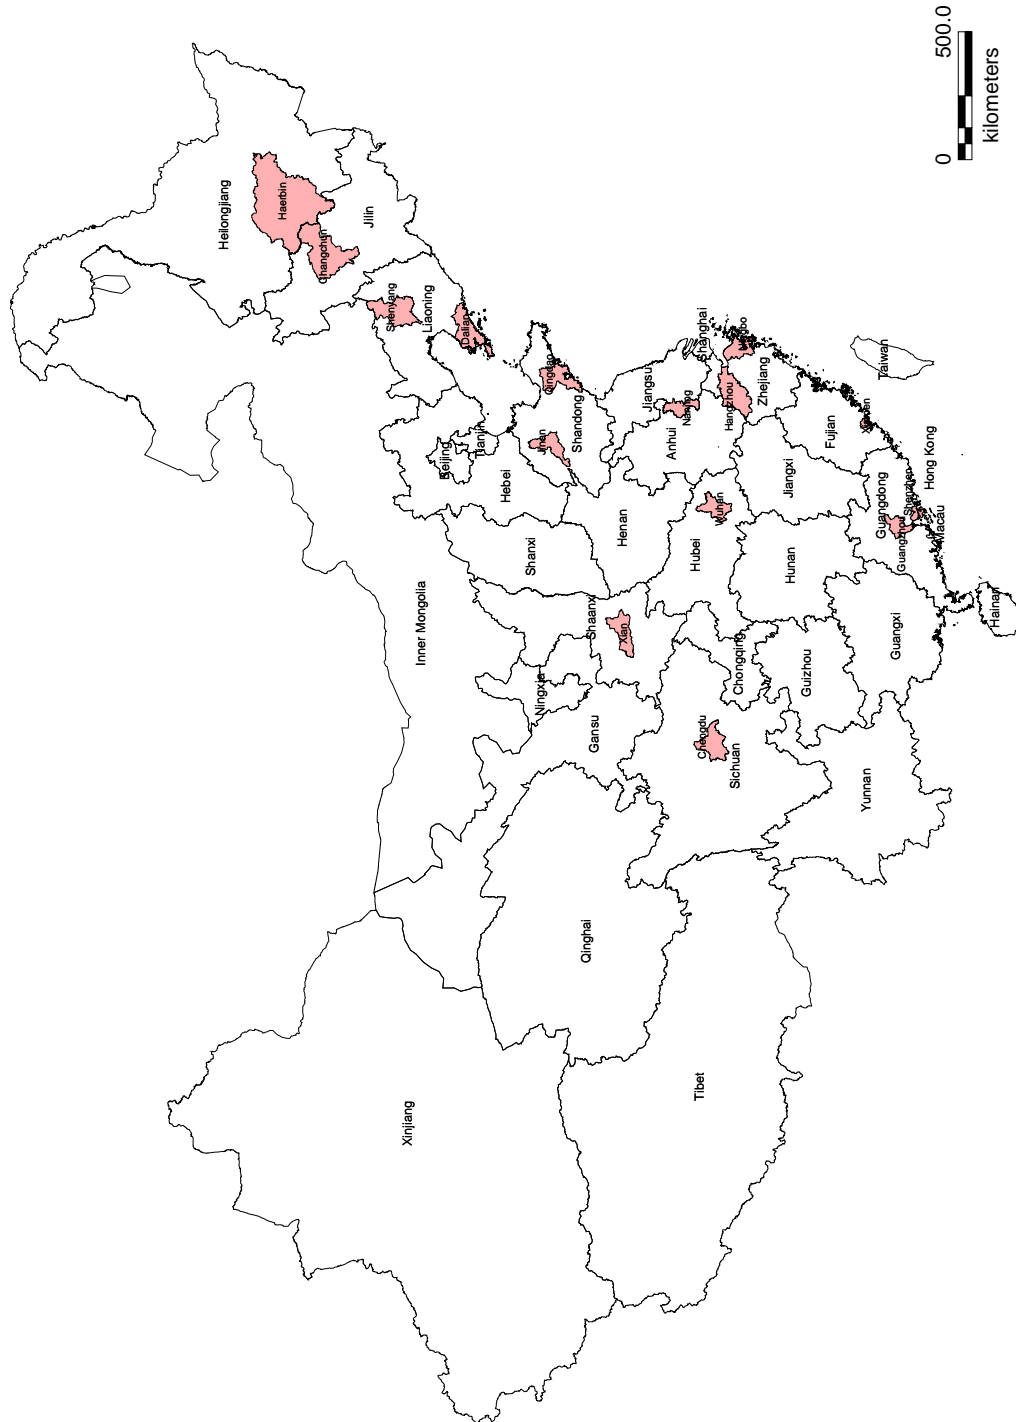 Heilongjiang
Haerbin
Changchun
Jilin
Shenyang
Liaoning
Dalian
Inner Mongolia
Beijing
Tianjin
Hebei
Qingdao
Jinan
Shandong
Shanxi
Shaanxi
Ningxia
Gansu
Xinjiang
Qinghai
Tibet
Henan
Xian
Jiangsu
Nanjing
Anhui
Shanghai
Hangzhou
Ningbo
Zhejiang
Hubei
Wuhan
Chongqing
Chengdu
Sichuan
Jiangxi
Hunan
Guizhou
Yunnan
Fujian
Xiamen
Taiwan
Guangdong
Guangzhou
Shenzhen
Hong Kong
Macau
Guangxi
Hainan
0
500.0
kilometers